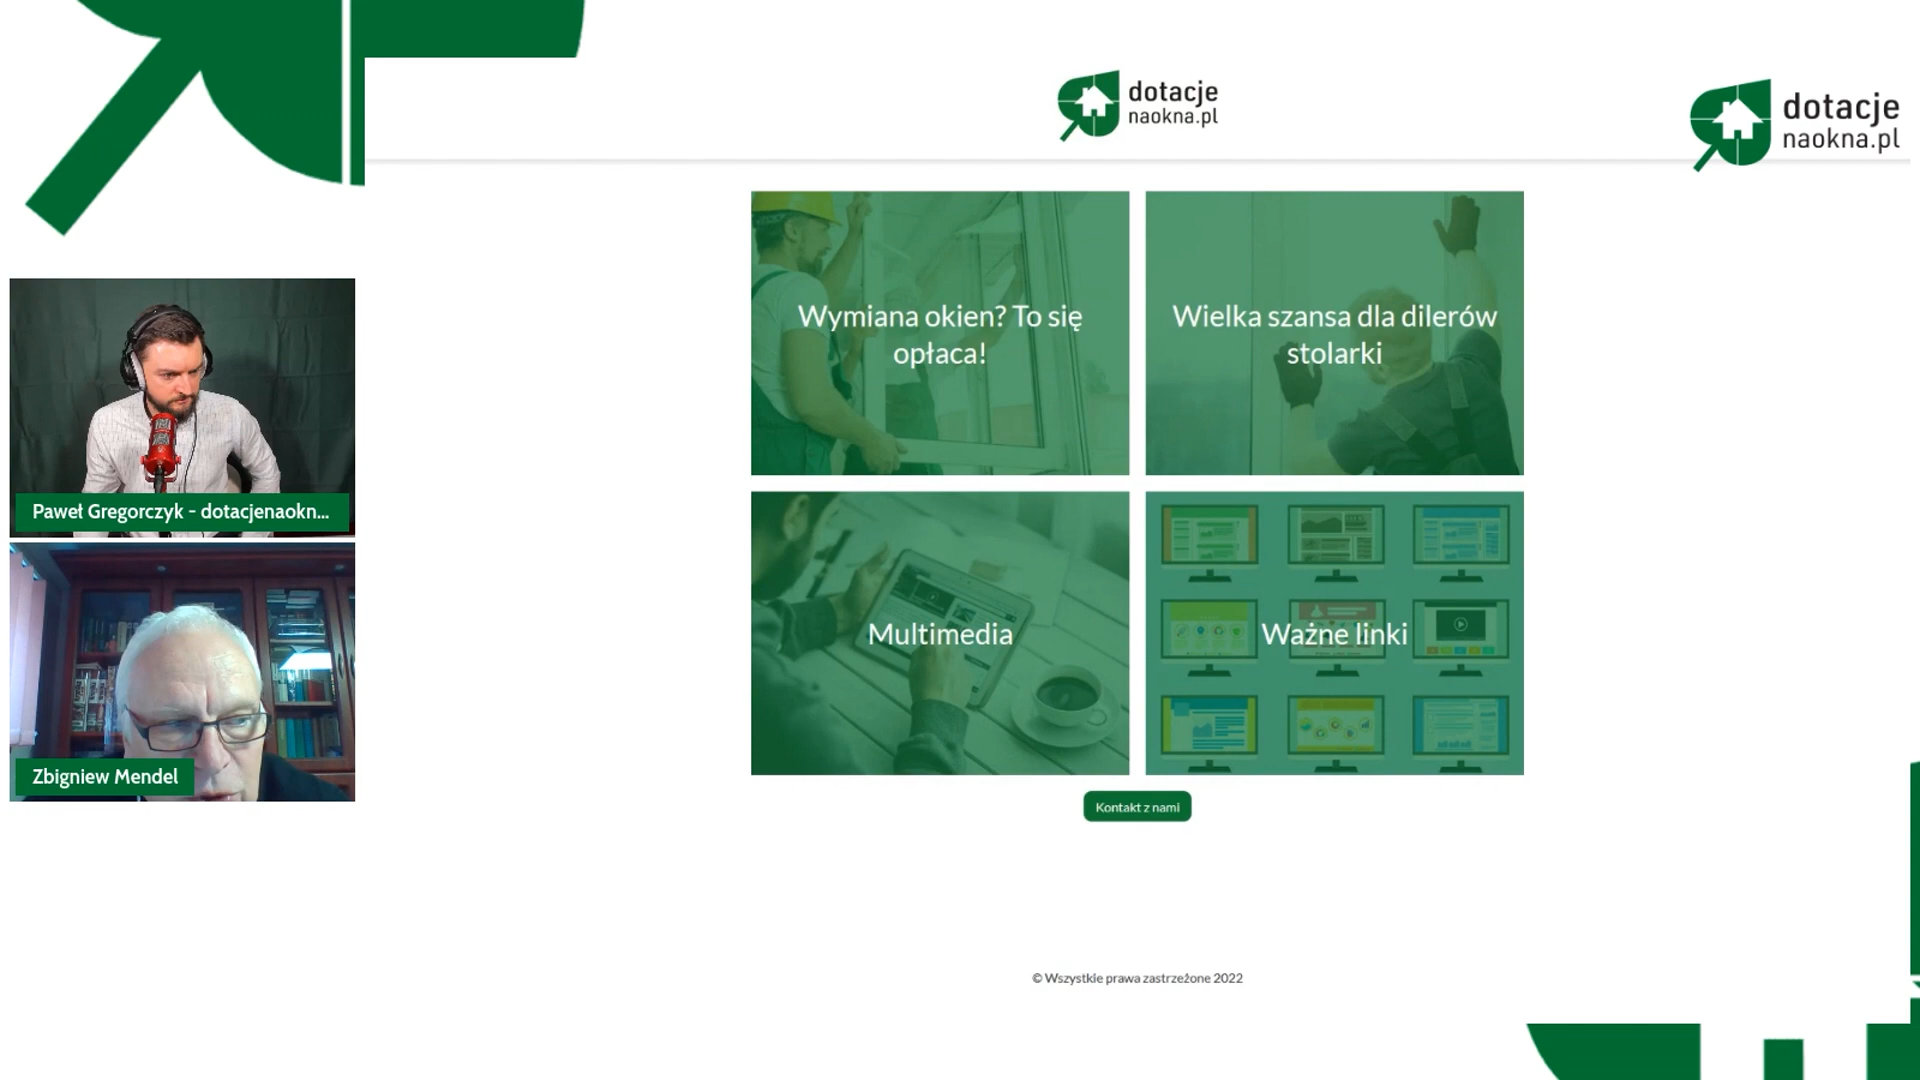 dotacje
naokna.pl
dotacje
naokna.pl
Wymiana okien? To się
opłaca!
Wielka szansa dla dilerów
stolarki
Paweł Gregorczyk - dotacjenaokn...
Multimedia
Ważne linki
Zbigniew Mendel
Kontakt z nami
© Wszystkie prawa zastrzeżone 2022